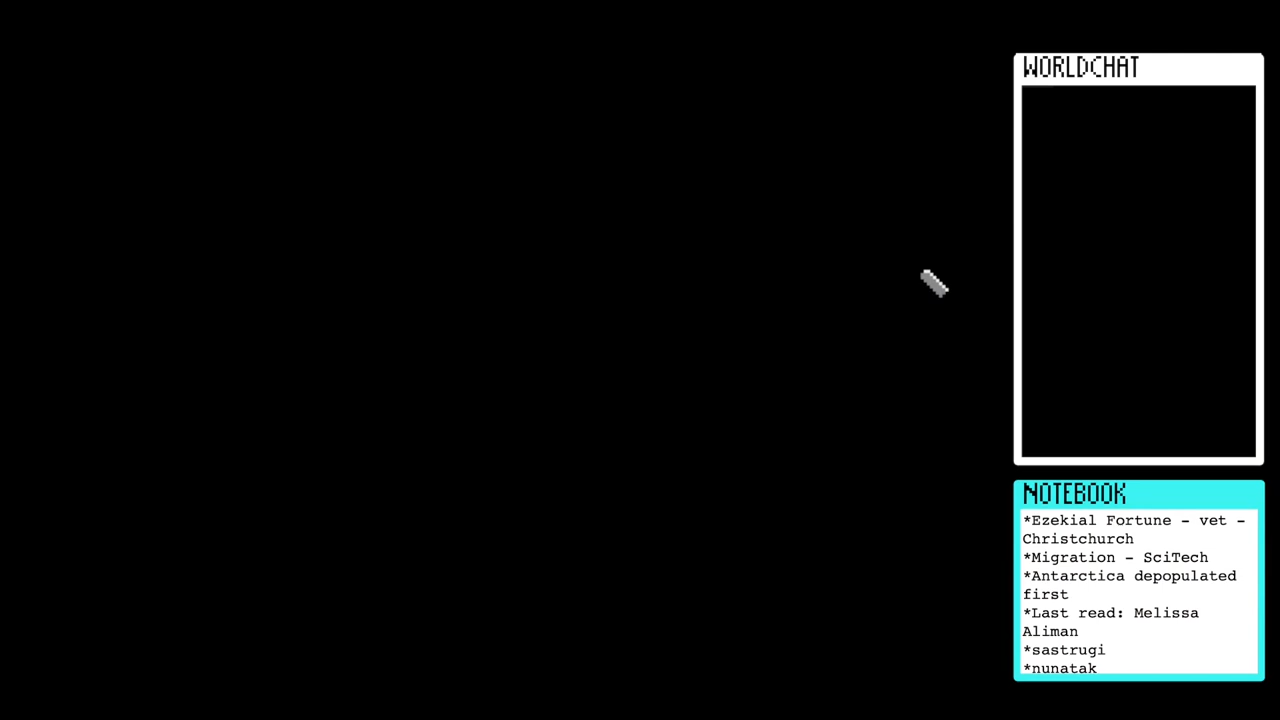 WORLDCHAT
NOTEBOOK
*Ezekial Fortune - vet -
Christchurch
*Migration - SciTech
*Antarctica depopulated
first
*Last read: Melissa
Aliman
*sastrugi
*nunatak